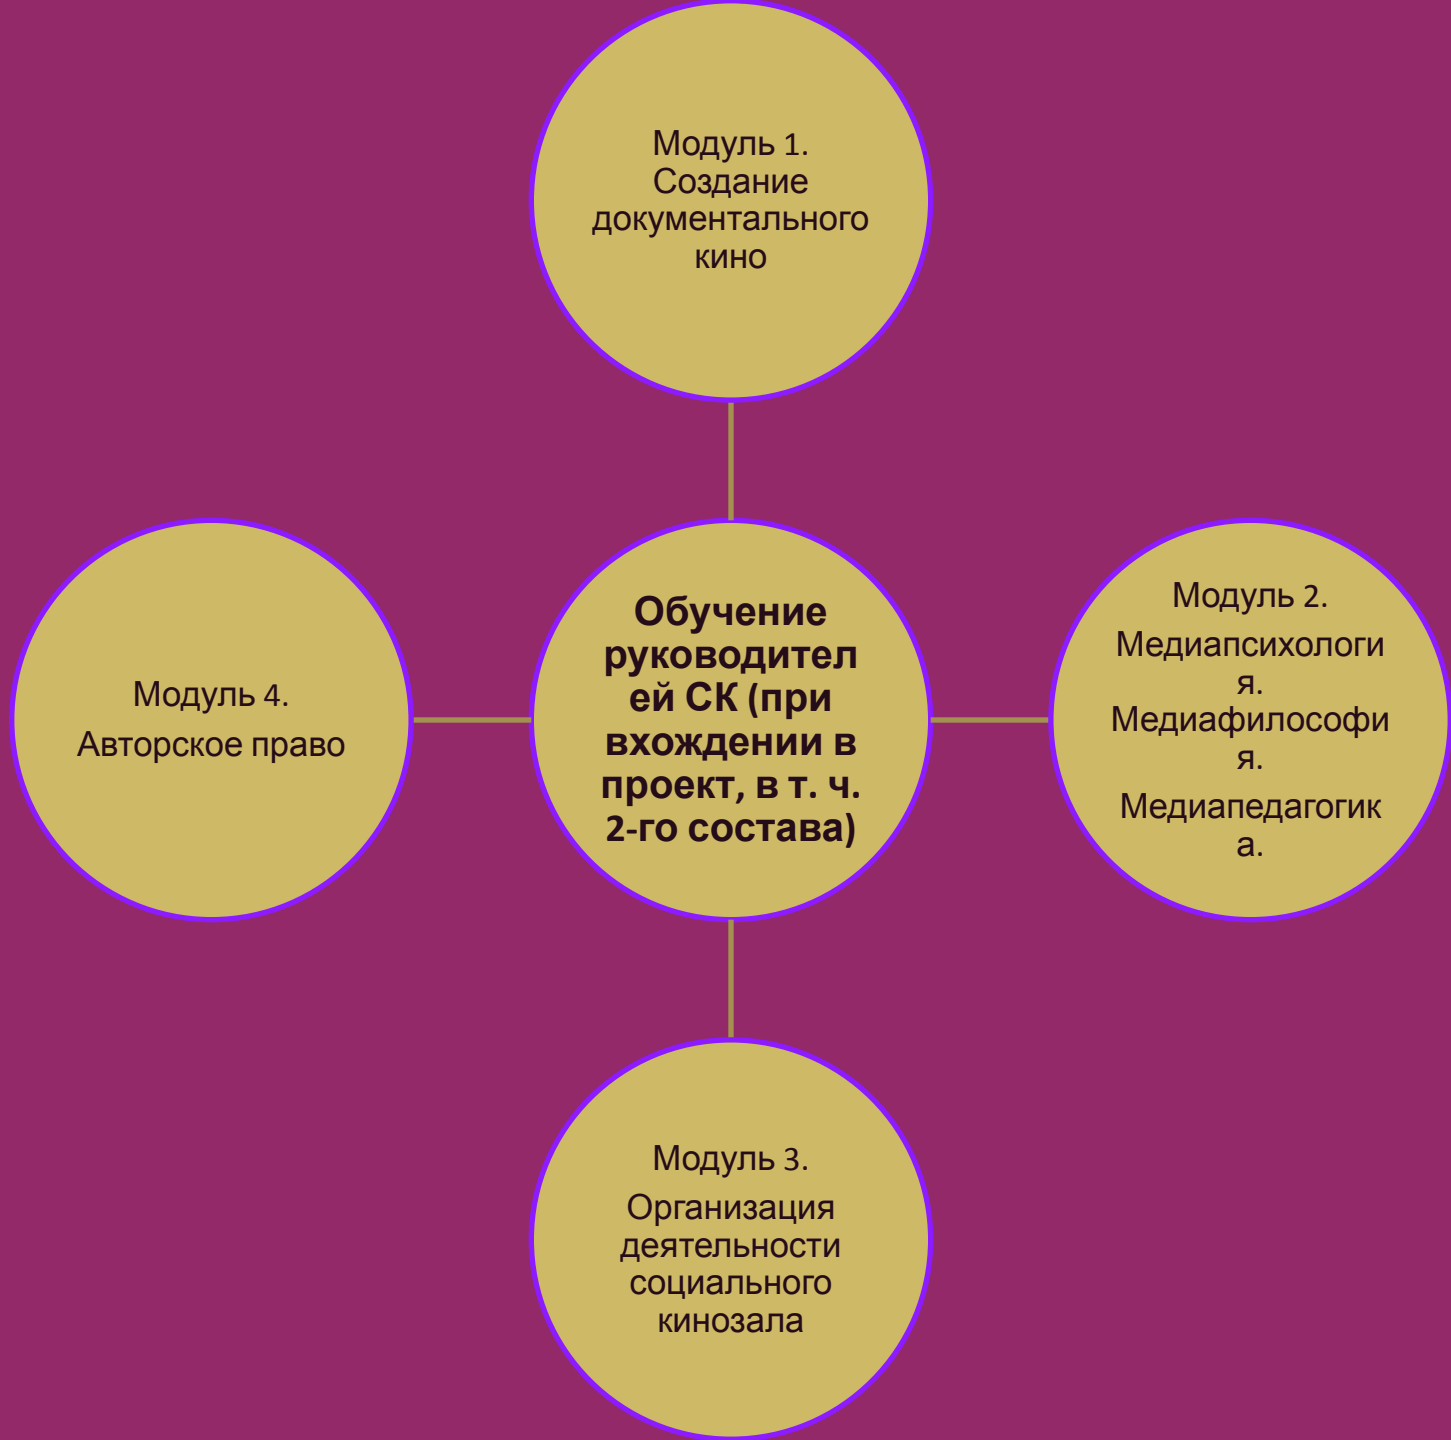 Модуль 1.
Создание
документального
кино
Модуль 4.
Авторское право
Обучение
руководител
ей СК (при
вхождении в
проект, в т. ч.
2-го состава)
Модуль 2.
Медиапсихологи
я.
Медиафилософи
я.
Медиапедагогик
а.
Модуль 3.
Организация
деятельности
социального
кинозала